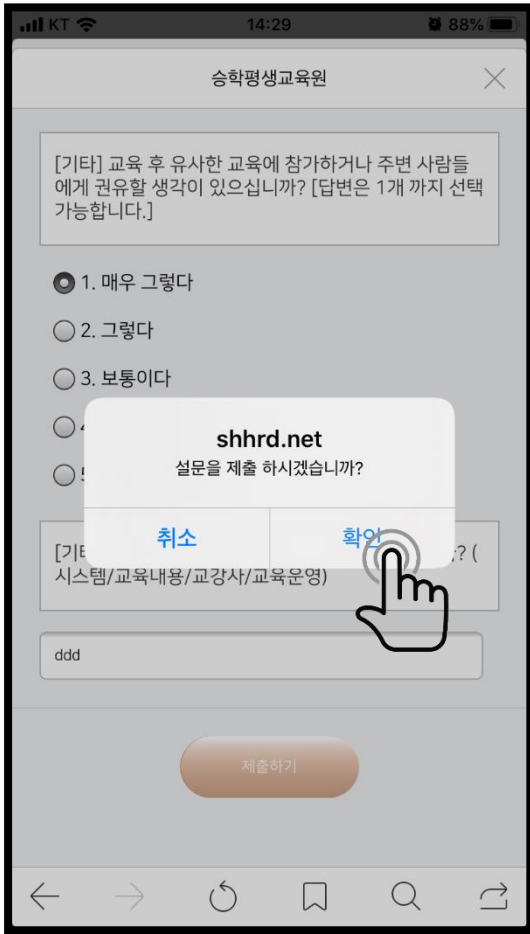 KT 14:29 88%
승학평생교육원
[기타] 교육 후 유사한 교육에 참가하거나 주변 사람들
에게 권유할 생각이 있으십니까? [답변은 1개 까지 선택
가능합니다.]
1. 매우 그렇다
2. 그렇다
3. 보통이다
shhrd.net
설문을 제출 하시겠습니까?
취소 확인
? (
시스템/교육내용/교강사/교육운영)
ddd
제출하기